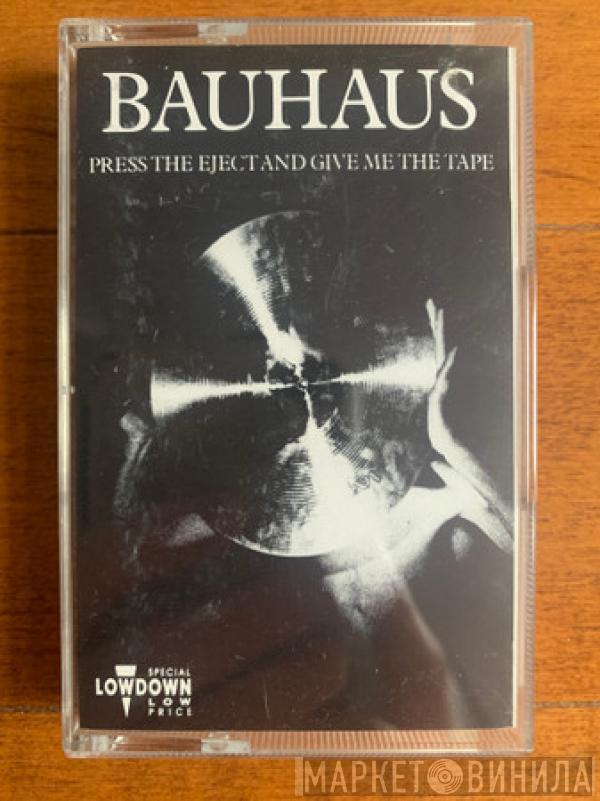 BAUHAUS
PRESS THE EJECT AND GIVE ME THE TAPE
SPECIAL
LOWDOWN
LOW
PRICE
МАРКЕТ ВИНИЛА